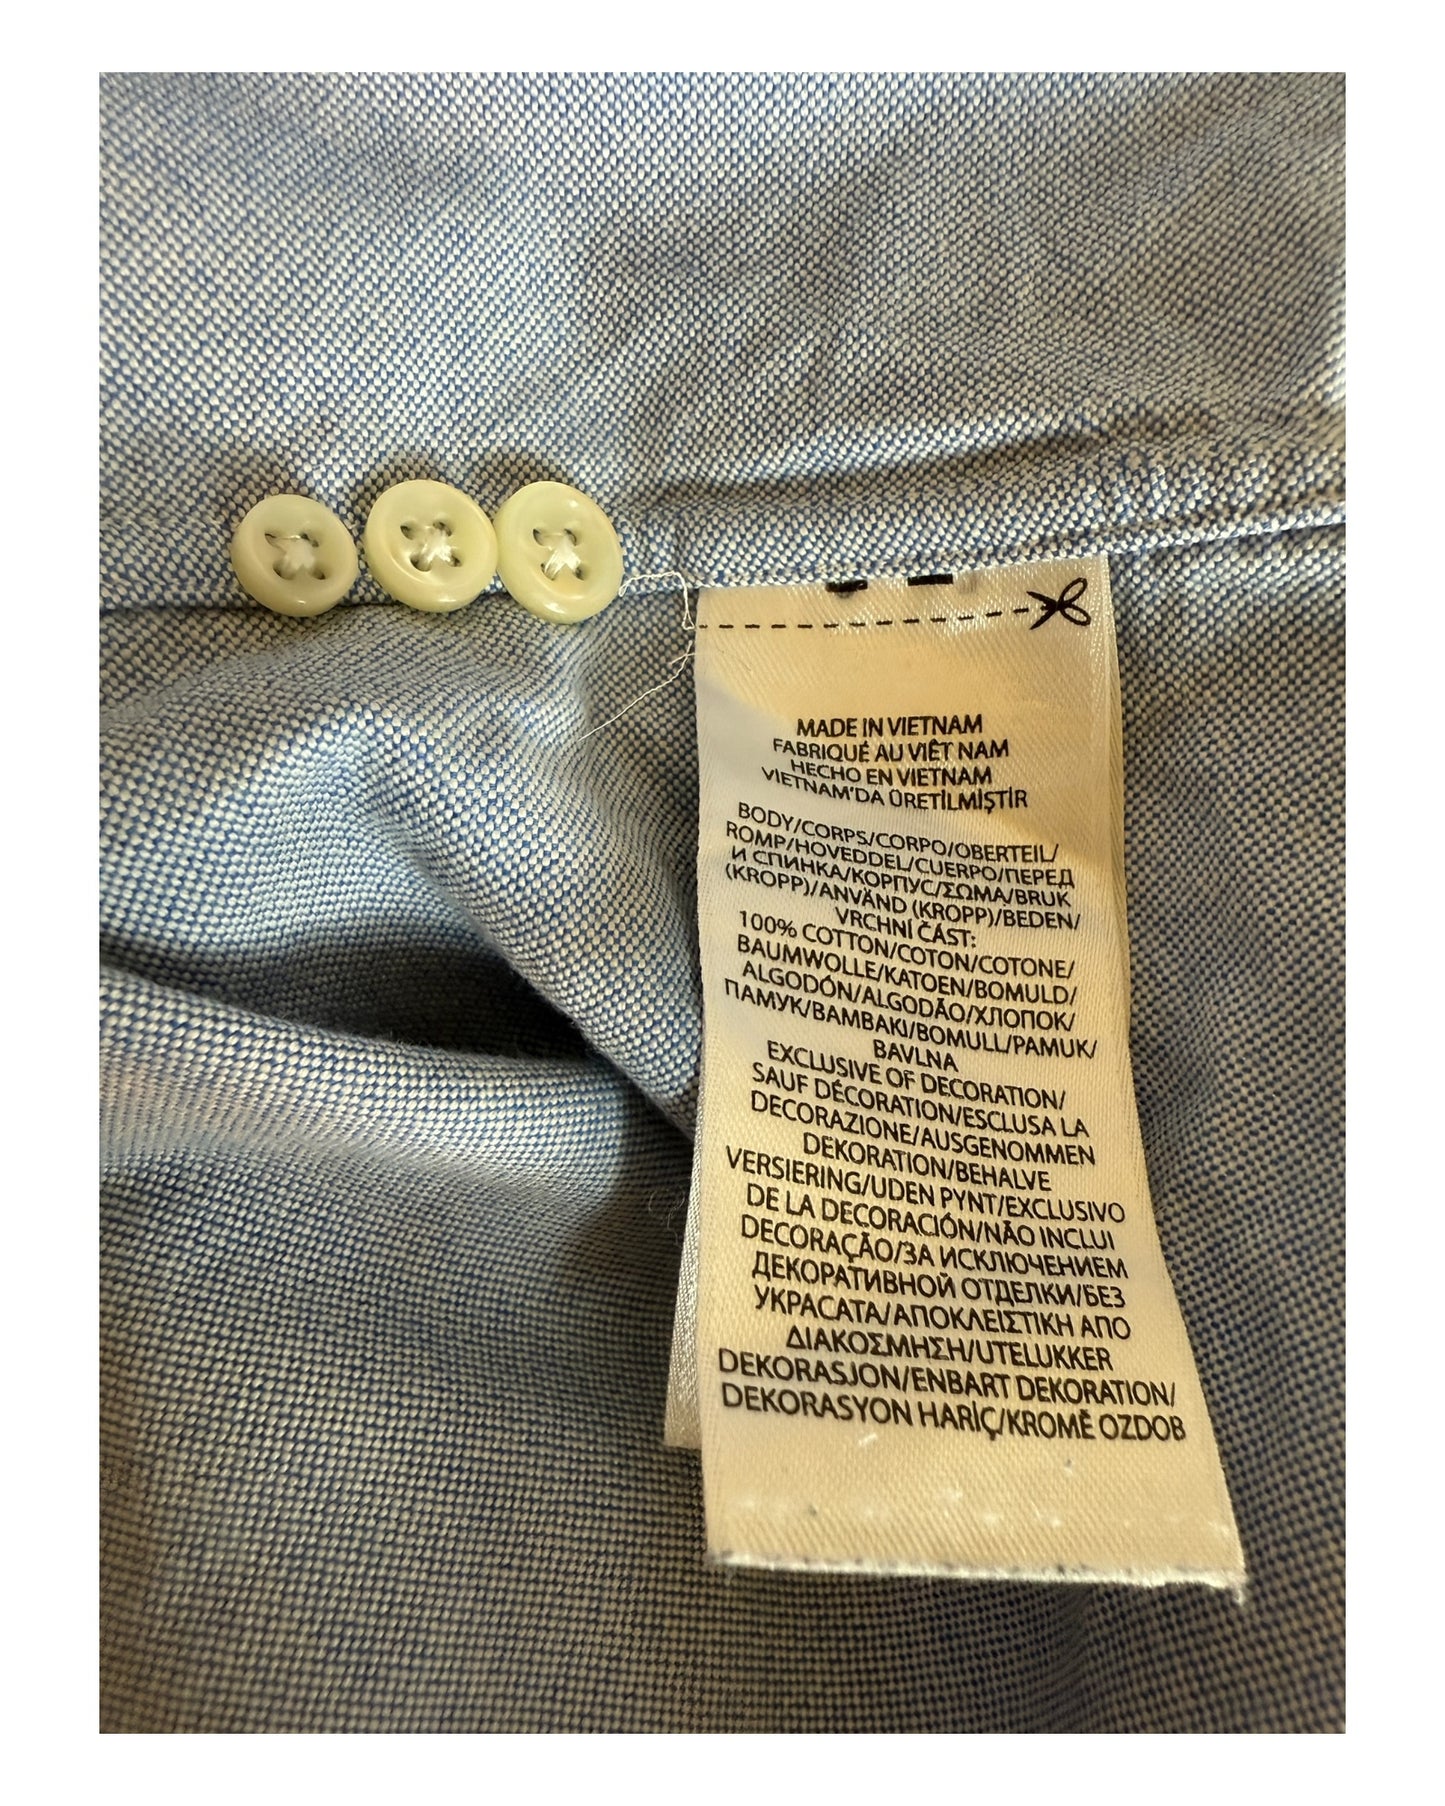 MADE IN VIETNAM
FABRIQUÉ AU VIÊT NAM
HECHO EN VIETNAM
VIETNAM'DA ÜRETİLMİŞTİR
BODY/CORPS/CORPO/OBERTEIL/
ROMP/HOVEDDEL/CUERPO/ПЕРЕД
И СПИНКА/КОРПУС/ΣΩΜΑ/BRUK
(KROPP)/ANVÄND (KROPP)/BEDEN/
VRCHNÍ ČÁST:
100% COTTON/COTON/COTONE/
BAUMWOLLE/KATOEN/BOMULD/
ALGODÓN/ALGODÃO/ХЛОПОК/
ПАМУК/ΒΑΜΒΑΚΙ/BOMULL/PAMUK/
BAVLNA
EXCLUSIVE OF DECORATION/
SAUF DÉCORATION/ESCLUSA LA
DECORAZIONE/AUSGENOMMEN
DEKORATION/BEHALVE
VERSIERING/UDEN PYNT/EXCLUSIVO
DE LA DECORACIÓN/NÃO INCLUI
DECORAÇÃO/ЗА ИСКЛЮЧЕНИЕМ
ДЕКОРАТИВНОЙ ОТДЕЛКИ/БЕЗ
УКРАСАТА/ΑΠΟΚΛΕΙΣΤΙΚΗ ΑΠΟ
ΔΙΑΚΟΣΜΗΣΗ/UTELUKKER
DEKORASJON/ENBART DEKORATION/
DEKORASYON HARİÇ/KROMĚ OZDOB